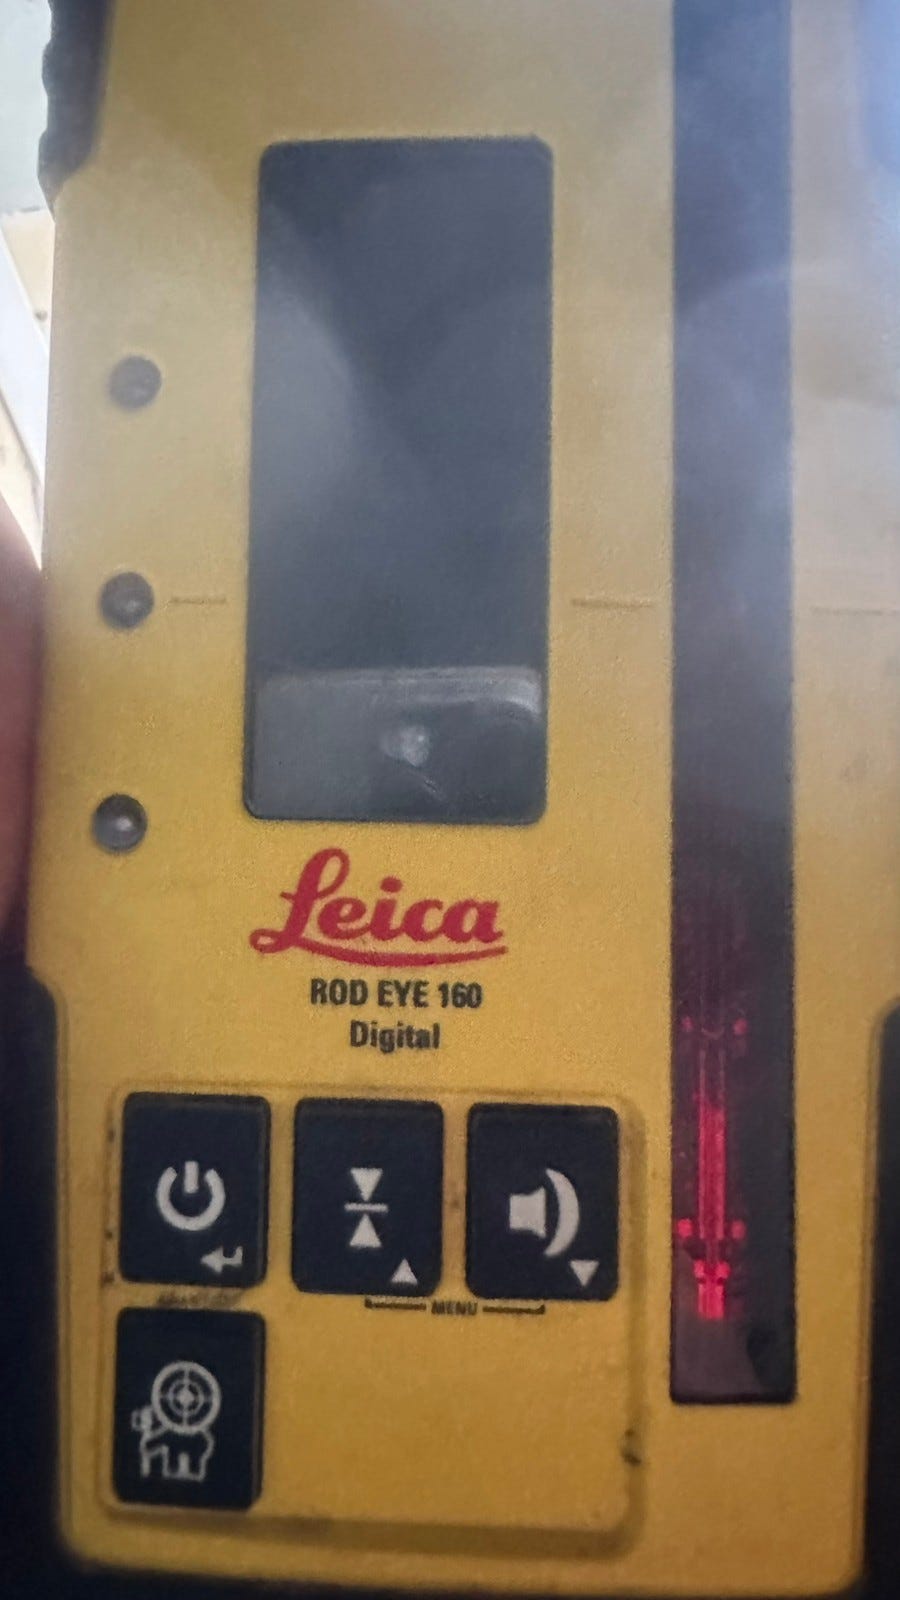 Leica
ROD EYE 160
Digital
MENU